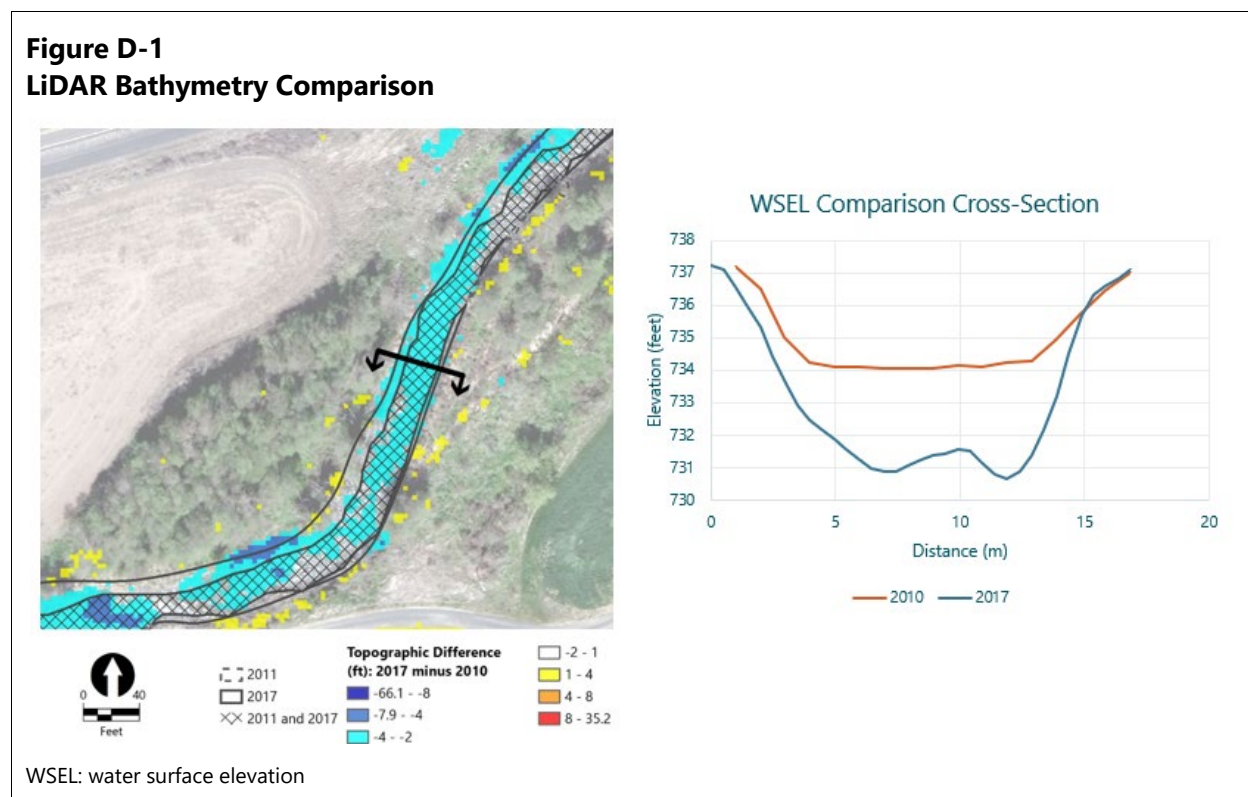 Figure D-1
LiDAR Bathymetry Comparison
WSEL Comparison Cross-Section
738
737
736
735
734
733
732
731
730
Elevation (feet)
0
5
10
15
20
Distance (m)
2010
2017
0
40
Feet
2011
2017
2011 and 2017
Topographic Difference
(ft): 2017 minus 2010
-66.1 - -8
-7.9 - -4
-4 - -2
-2 - 1
1 - 4
4 - 8
8 - 35.2
WSEL: water surface elevation